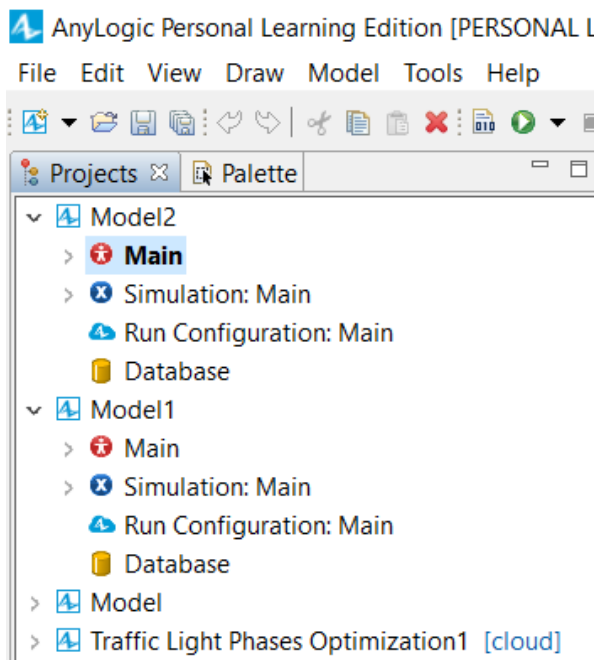 AnyLogic Personal Learning Edition [PERSONAL L
File Edit View Draw Model Tools Help
Projects Palette
Model2
Main
Simulation: Main
Run Configuration: Main
Database
Model1
Main
Simulation: Main
Run Configuration: Main
Database
Model
Traffic Light Phases Optimization1 [cloud]